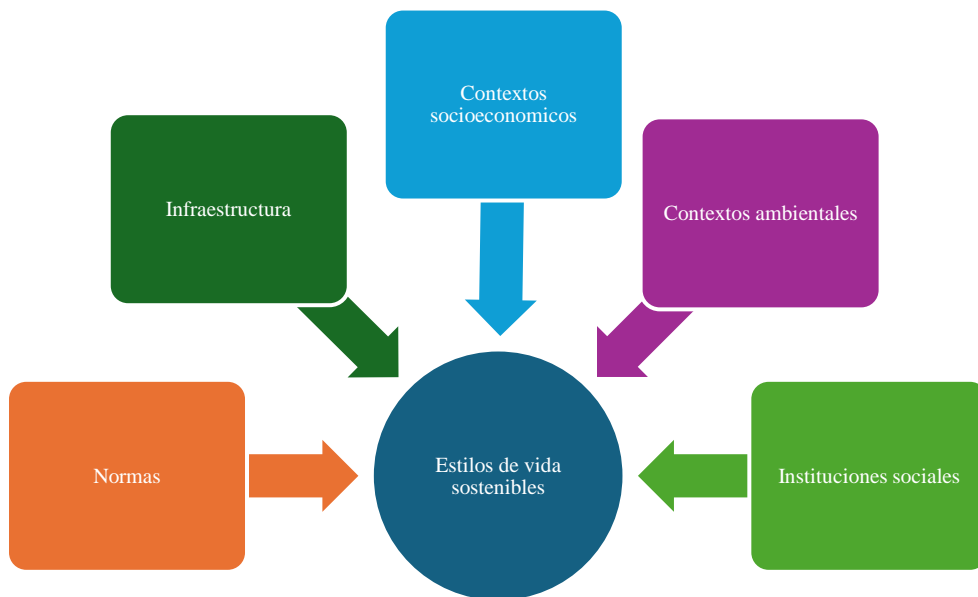 Contextos
socioeconomicos
Infraestructura
Contextos ambientales
Normas
Estilos de vida
sostenibles
Instituciones sociales